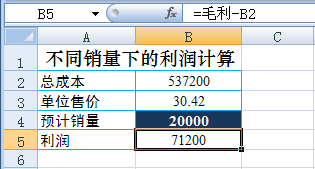 B5 fx =毛利-B2
A B C
1 不同销量下的利润计算
2 总成本 537200
3 单位售价 30.42
4 预计销量 20000
5 利润 71200
6